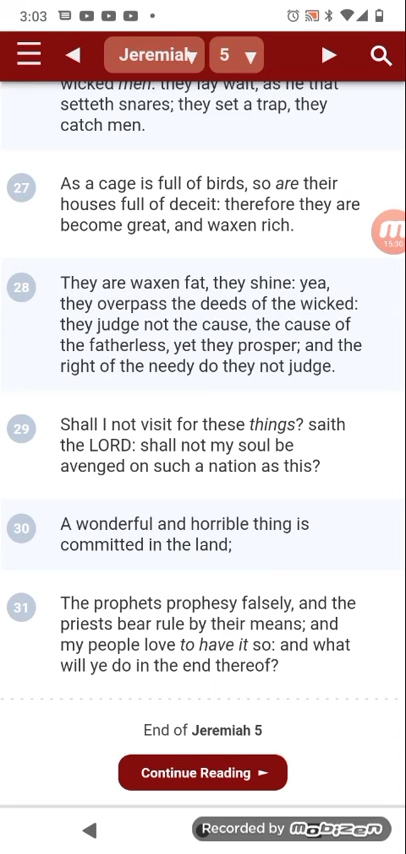 3:03
Jeremiah
5
wicked men: they lay wait, as he that
setteth snares; they set a trap, they
catch men.
27
As a cage is full of birds, so are their
houses full of deceit: therefore they are
become great, and waxen rich.
15:30
28
They are waxen fat, they shine: yea,
they overpass the deeds of the wicked:
they judge not the cause, the cause of
the fatherless, yet they prosper; and the
right of the needy do they not judge.
29
Shall I not visit for these things? saith
the LORD: shall not my soul be
avenged on such a nation as this?
30
A wonderful and horrible thing is
committed in the land;
31
The prophets prophesy falsely, and the
priests bear rule by their means; and
my people love to have it so: and what
will ye do in the end thereof?
End of Jeremiah 5
Continue Reading
Recorded by mobizen